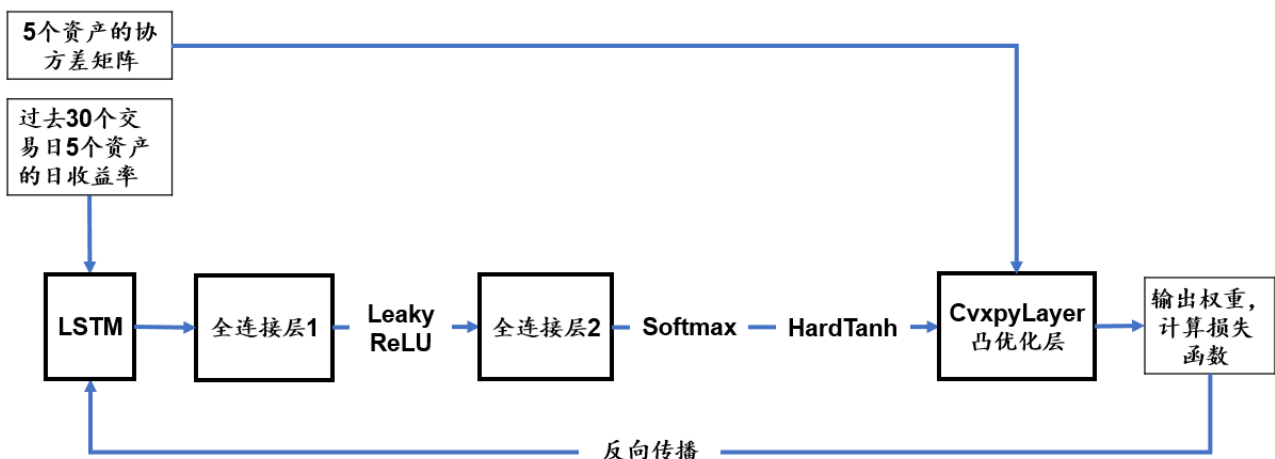 5个资产的协
方差矩阵
过去30个交
易日5个资产
的日收益率
LSTM
全连接层1
Leaky
ReLU
全连接层2
Softmax
HardTanh
CvxpyLayer
凸优化层
输出权重，
计算损失
函数
反向传播